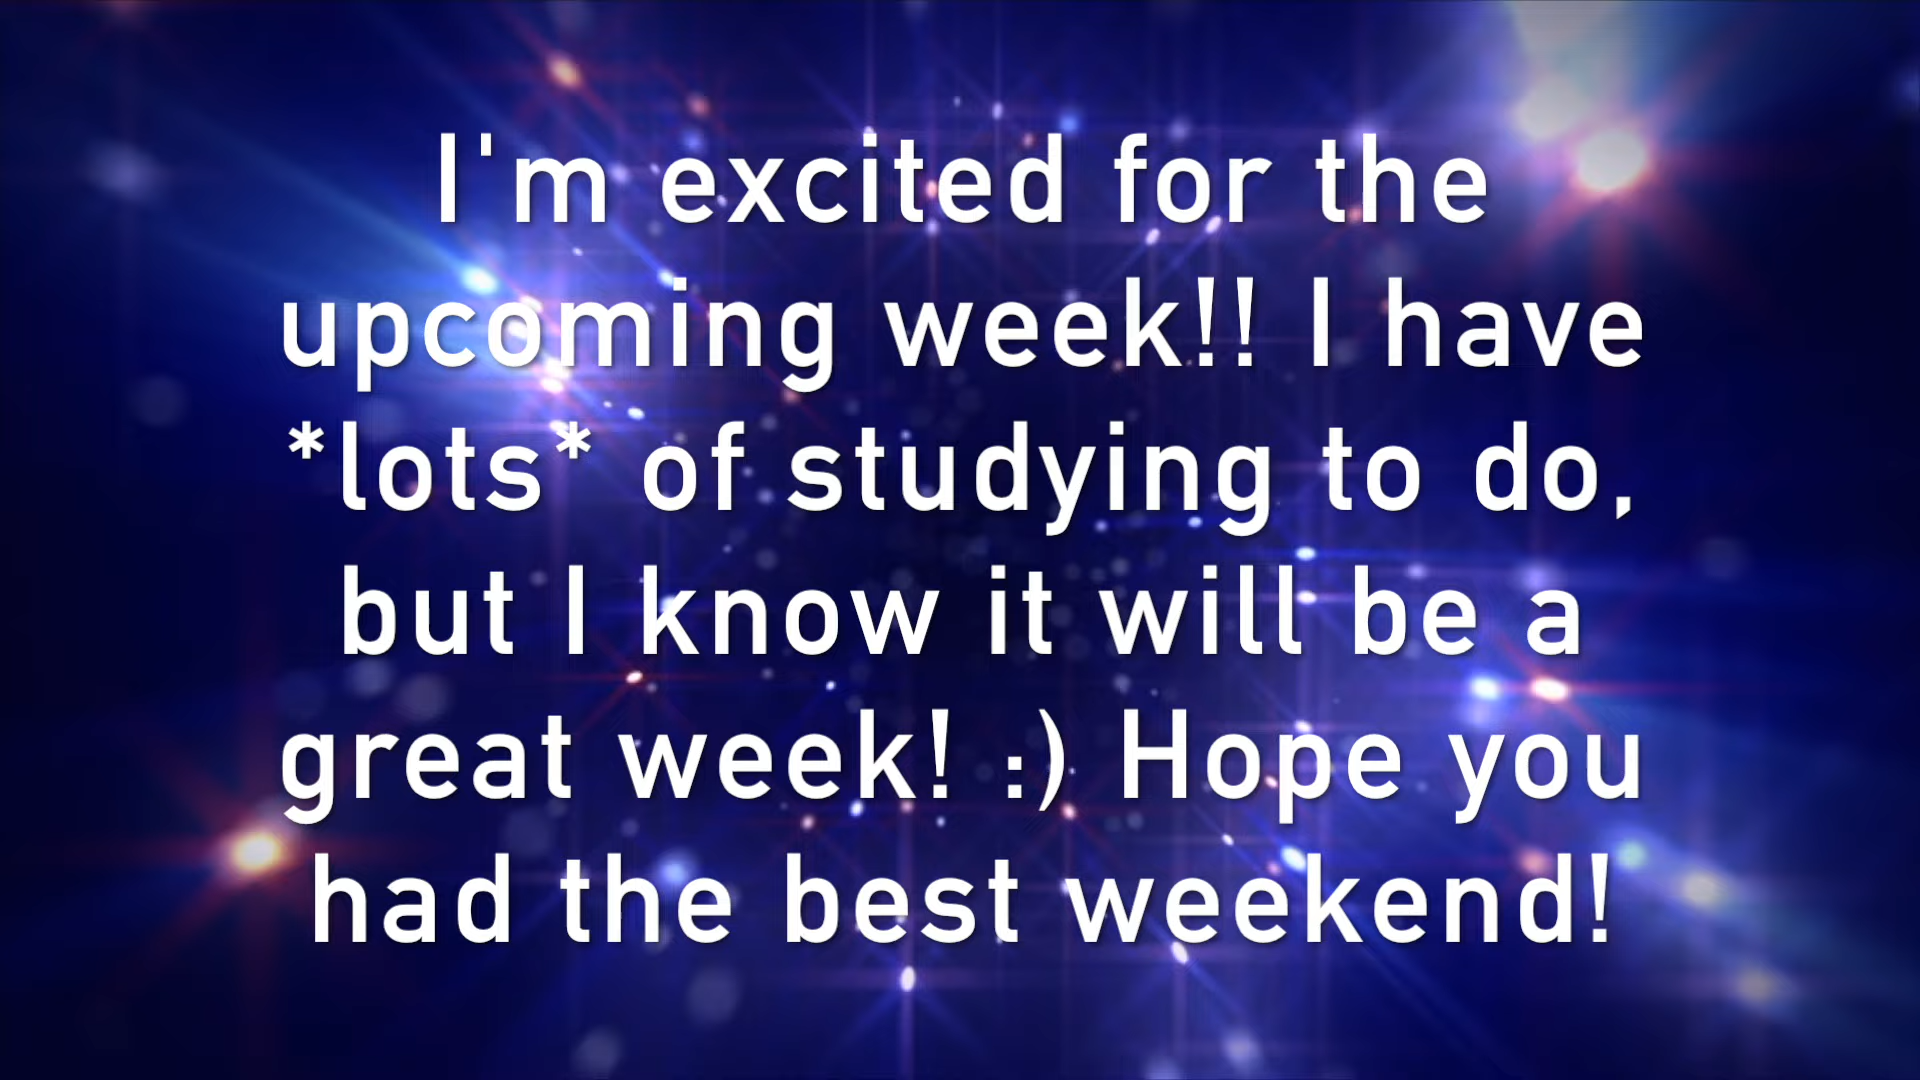 I'm excited for the
upcoming week!! I have
*lots* of studying to do,
but I know it will be a
great week! :) Hope you
had the best weekend!